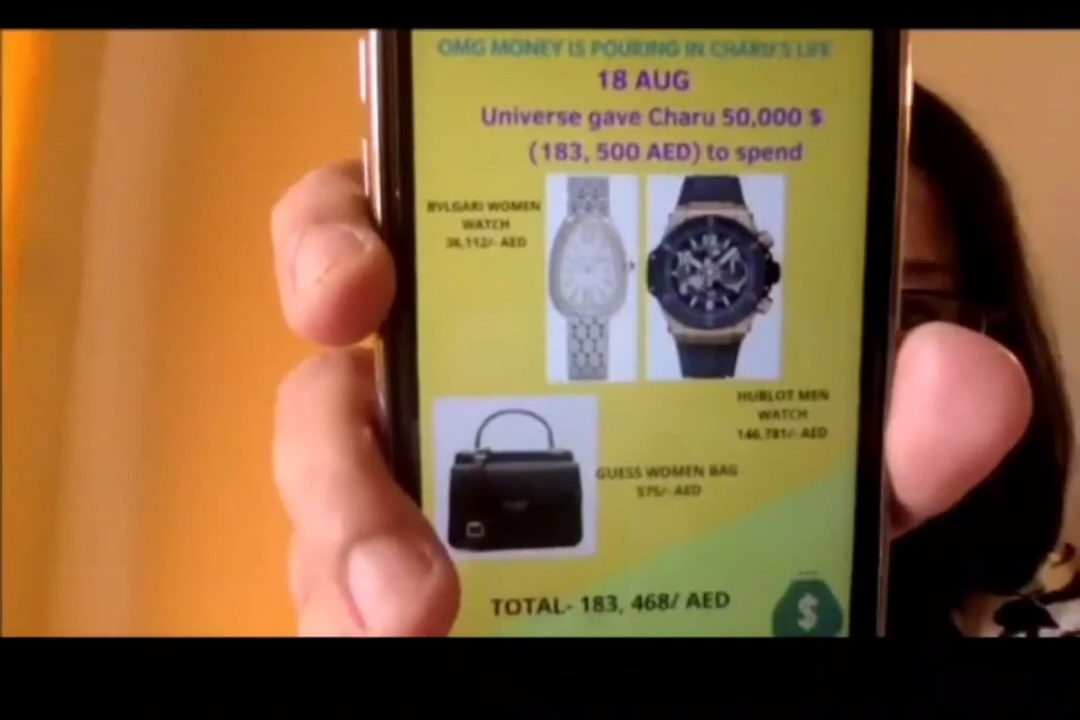 OMG MONEY IS POURING IN CHARU'S LIFE
18 AUG
Universe gave Charu 50,000 $
(183, 500 AED) to spend
BVLGARI WOMEN
WATCH
36,112/- AED
HUBLOT MEN
WATCH
146,781/- AED
GUESS WOMEN BAG
575/- AED
TOTAL- 183, 468/ AED
$